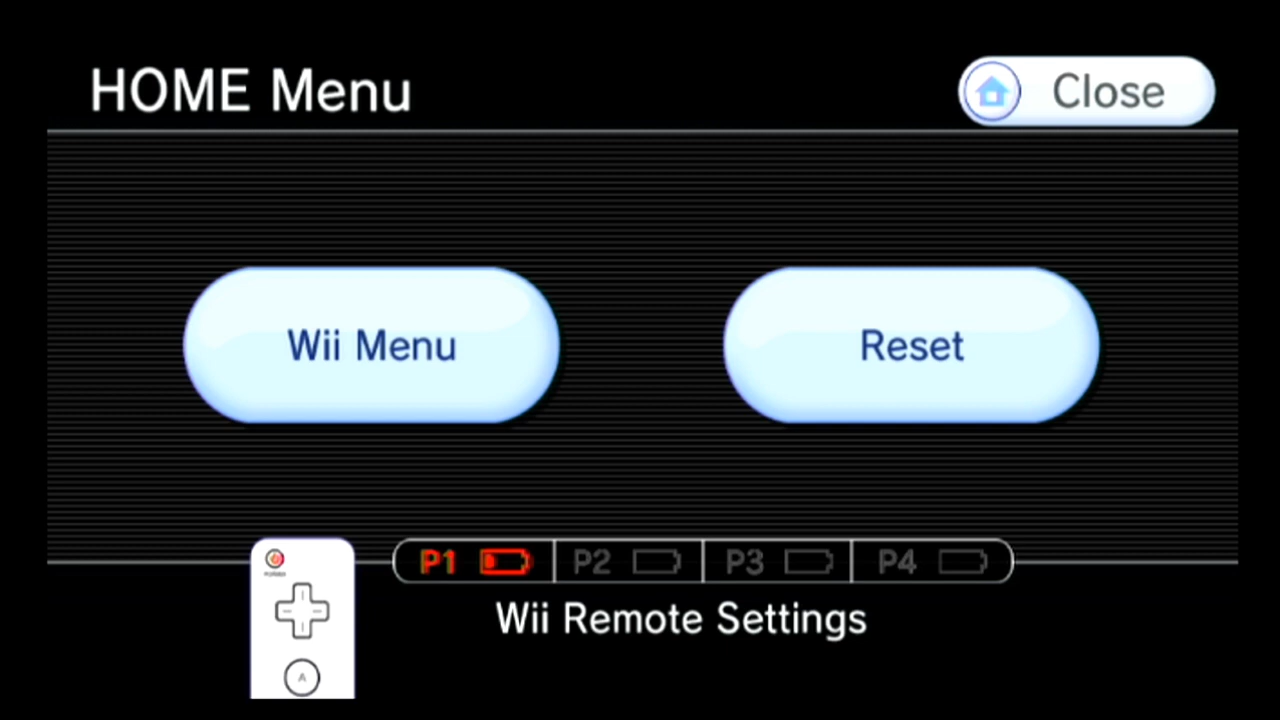 HOME Menu
Close
Wii Menu
Reset
P1 P2 P3 P4
Wii Remote Settings
A